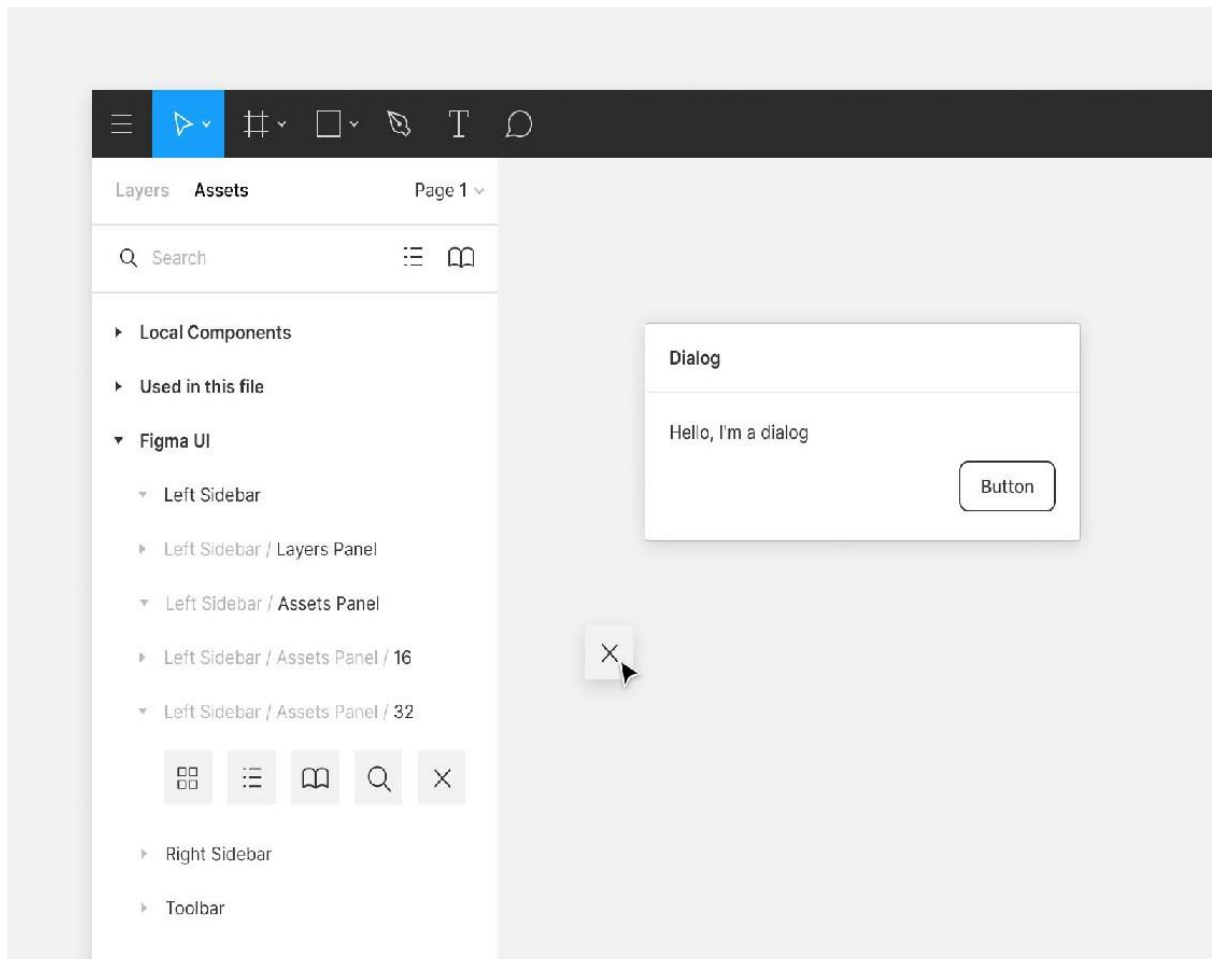 Layers Assets Page 1
Search
Local Components
Used in this file
Figma UI
Left Sidebar
Left Sidebar / Layers Panel
Left Sidebar / Assets Panel
Left Sidebar / Assets Panel / 16
Left Sidebar / Assets Panel / 32
Right Sidebar
Toolbar
Dialog
Hello, I'm a dialog
Button